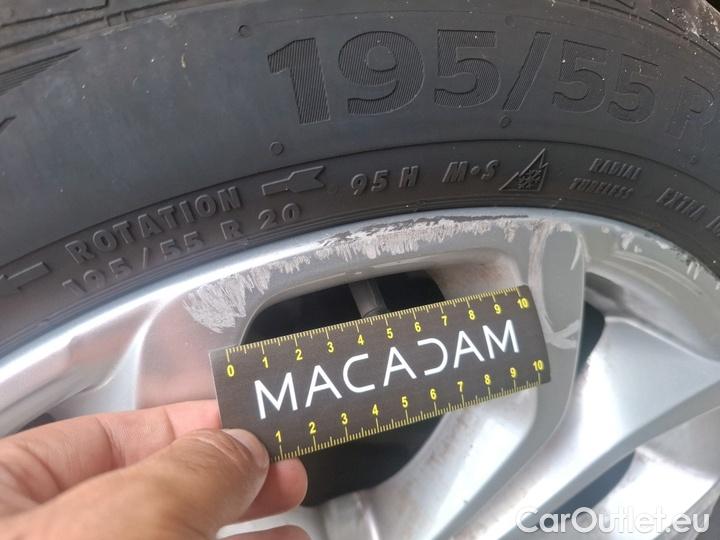 195/55 R
ROTATION
195/55 R 20 95 H M•S RADIAL
TUBELESS EXTRA
0 1 2 3 4 5 6 7 8 9 10
MACADAM
1 2 3 4 5 6 7 8 9 10
CarOutlet.eu